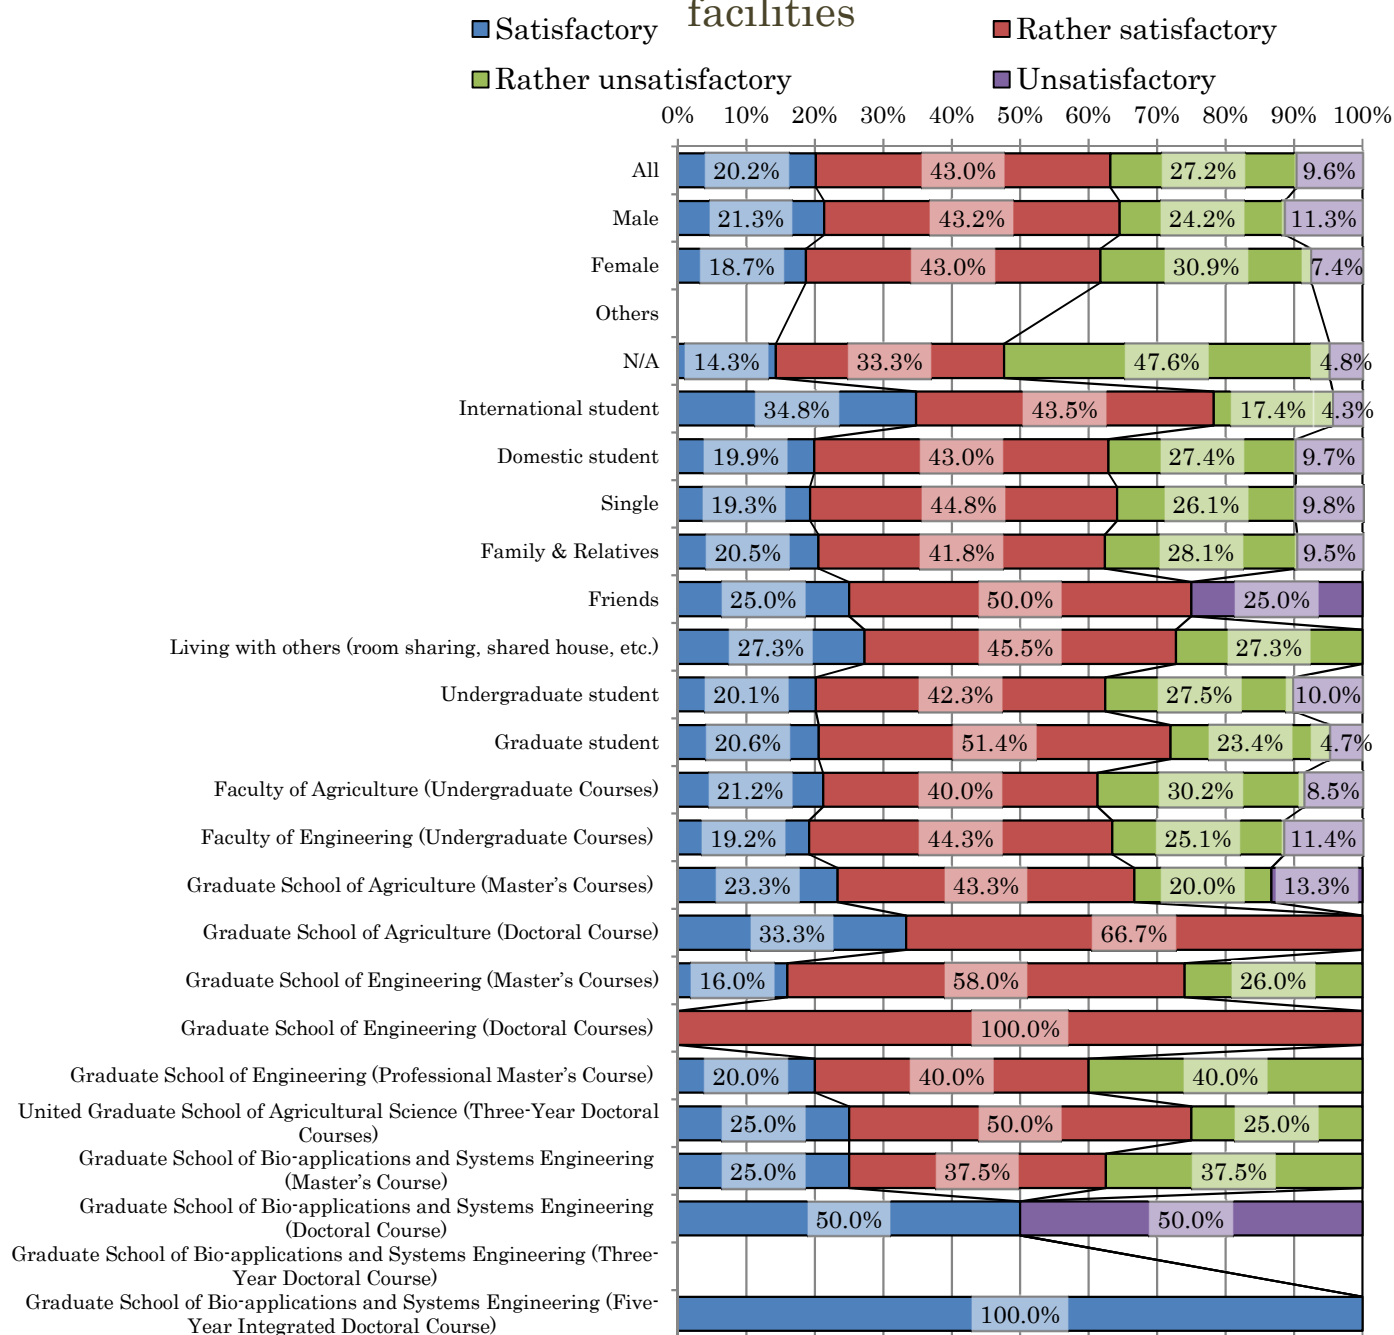 facilities
Satisfactory
Rather satisfactory
Rather unsatisfactory
Unsatisfactory
0% 10% 20% 30% 40% 50% 60% 70% 80% 90% 100%
All 20.2% 43.0% 27.2% 9.6%
Male 21.3% 43.2% 24.2% 11.3%
Female 18.7% 43.0% 30.9% 7.4%
Others
N/A 14.3% 33.3% 47.6% 4.8%
International student 34.8% 43.5% 17.4% 4.3%
Domestic student 19.9% 43.0% 27.4% 9.7%
Single 19.3% 44.8% 26.1% 9.8%
Family & Relatives 20.5% 41.8% 28.1% 9.5%
Friends 25.0% 50.0% 25.0%
Living with others (room sharing, shared house, etc.) 27.3% 45.5% 27.3%
Undergraduate student 20.1% 42.3% 27.5% 10.0%
Graduate student 20.6% 51.4% 23.4% 4.7%
Faculty of Agriculture (Undergraduate Courses) 21.2% 40.0% 30.2% 8.5%
Faculty of Engineering (Undergraduate Courses) 19.2% 44.3% 25.1% 11.4%
Graduate School of Agriculture (Master's Courses) 23.3% 43.3% 20.0% 13.3%
Graduate School of Agriculture (Doctoral Course) 33.3% 66.7%
Graduate School of Engineering (Master's Courses) 16.0% 58.0% 26.0%
Graduate School of Engineering (Doctoral Courses) 100.0%
Graduate School of Engineering (Professional Master's Course) 20.0% 40.0% 40.0%
United Graduate School of Agricultural Science (Three-Year Doctoral
Courses) 25.0% 50.0% 25.0%
Graduate School of Bio-applications and Systems Engineering
(Master's Course) 25.0% 37.5% 37.5%
Graduate School of Bio-applications and Systems Engineering
(Doctoral Course) 50.0% 50.0%
Graduate School of Bio-applications and Systems Engineering (Three-
Year Doctoral Course)
Graduate School of Bio-applications and Systems Engineering (Five-
Year Integrated Doctoral Course) 100.0%